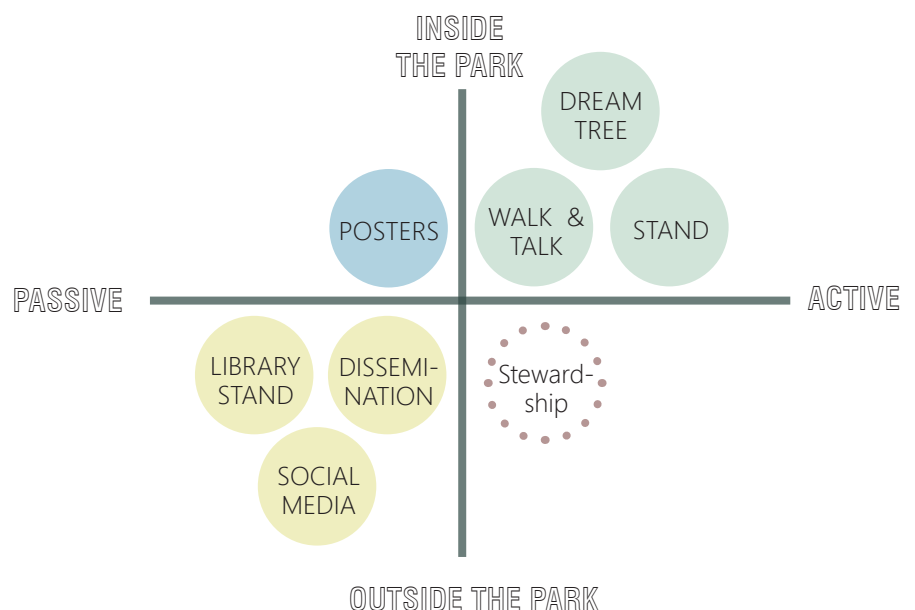 INSIDE
THE PARK
DREAM
TREE
POSTERS
WALK &
TALK
STAND
PASSIVE
ACTIVE
LIBRARY
STAND
DISSEMI-
NATION
Steward-
ship
SOCIAL
MEDIA
OUTSIDE THE PARK